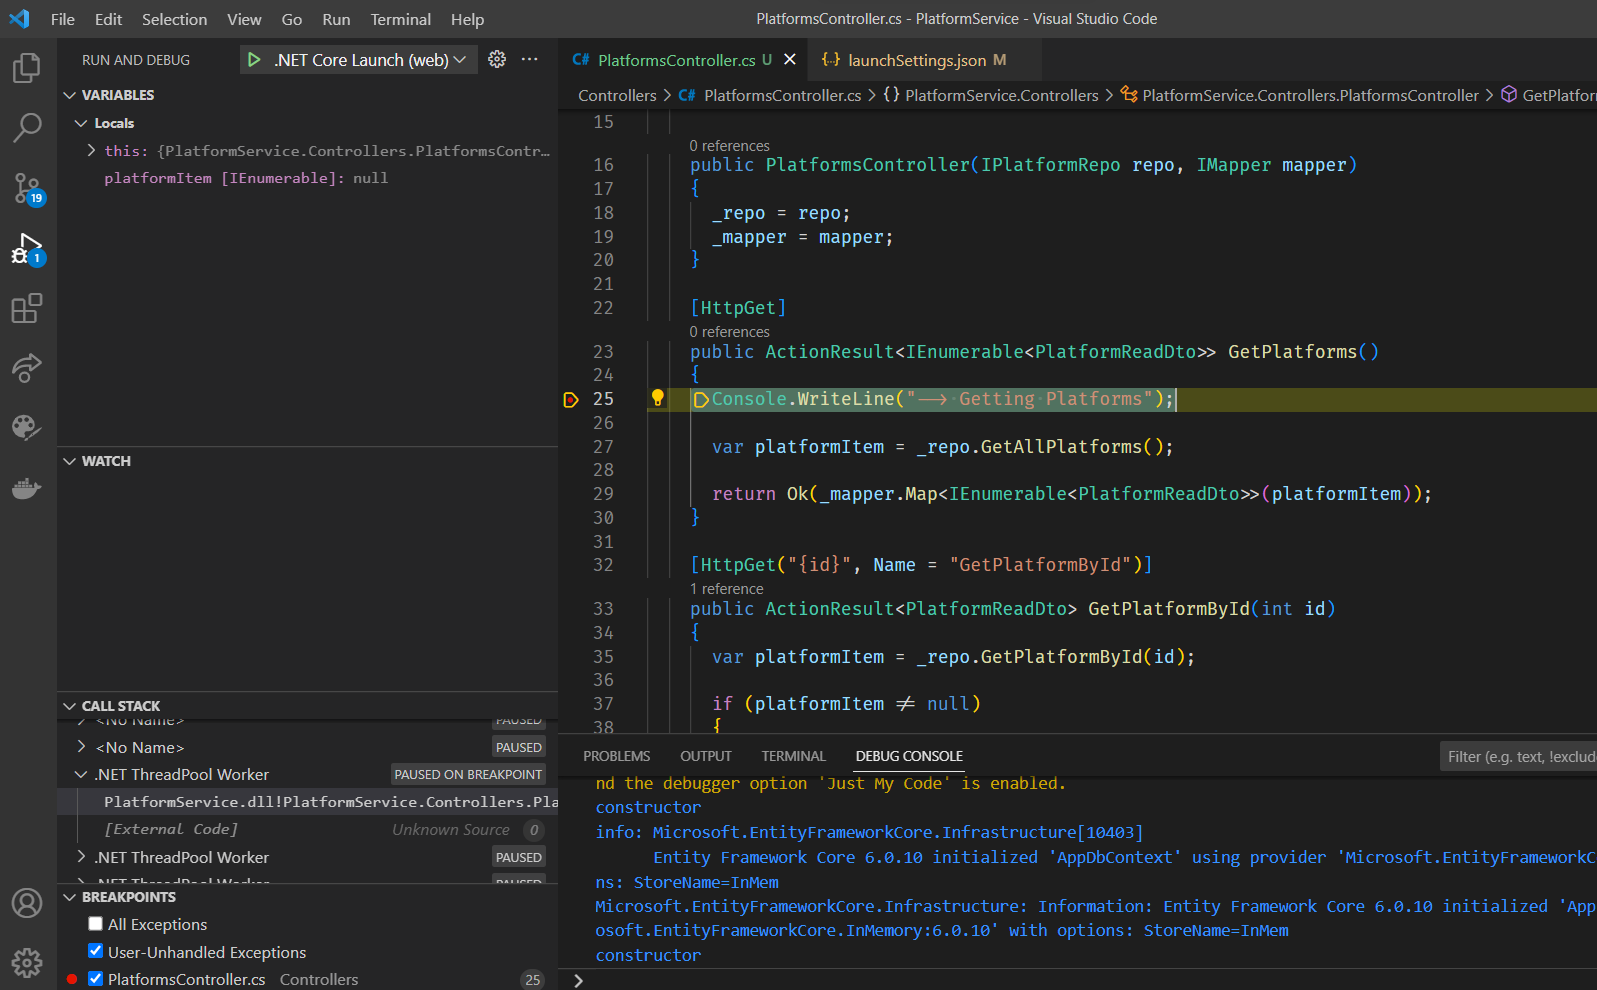 File Edit Selection View Go Run Terminal Help
PlatformsController.cs - PlatformService - Visual Studio Code
RUN AND DEBUG
.NET Core Launch (web)
VARIABLES
Locals
this: {PlatformService.Controllers.PlatformsContr…
platformItem [IEnumerable]: null
WATCH
CALL STACK
<No Name> PAUSED
<No Name> PAUSED
.NET ThreadPool Worker PAUSED ON BREAKPOINT
PlatformService.dll!PlatformService.Controllers.Pla
[External Code] Unknown Source 0
.NET ThreadPool Worker PAUSED
.NET ThreadPool Worker PAUSED
BREAKPOINTS
All Exceptions
User-Unhandled Exceptions
PlatformsController.cs Controllers 25
19
1
C# PlatformsController.cs U
{..} launchSettings.json M
Controllers > C# PlatformsController.cs > {} PlatformService.Controllers > PlatformService.Controllers.PlatformsController > GetPlatfor
15
0 references
16 public PlatformsController(IPlatformRepo repo, IMapper mapper)
17 {
18 _repo = repo;
19 _mapper = mapper;
20 }
21
22 [HttpGet]
0 references
23 public ActionResult<IEnumerable<PlatformReadDto>> GetPlatforms()
24 {
25 Console.WriteLine("--> Getting Platforms");
26
27 var platformItem = _repo.GetAllPlatforms();
28
29 return Ok(_mapper.Map<IEnumerable<PlatformReadDto>>(platformItem));
30 }
31
32 [HttpGet("{id}", Name = "GetPlatformById")]
1 reference
33 public ActionResult<PlatformReadDto> GetPlatformById(int id)
34 {
35 var platformItem = _repo.GetPlatformById(id);
36
37 if (platformItem != null)
38 {
PROBLEMS OUTPUT TERMINAL DEBUG CONSOLE
Filter (e.g. text, !exclud
nd the debugger option 'Just My Code' is enabled.
constructor
info: Microsoft.EntityFrameworkCore.Infrastructure[10403]
Entity Framework Core 6.0.10 initialized 'AppDbContext' using provider 'Microsoft.EntityFrameworkC
ns: StoreName=InMem
Microsoft.EntityFrameworkCore.Infrastructure: Information: Entity Framework Core 6.0.10 initialized 'App
osoft.EntityFrameworkCore.InMemory:6.0.10' with options: StoreName=InMem
constructor
>